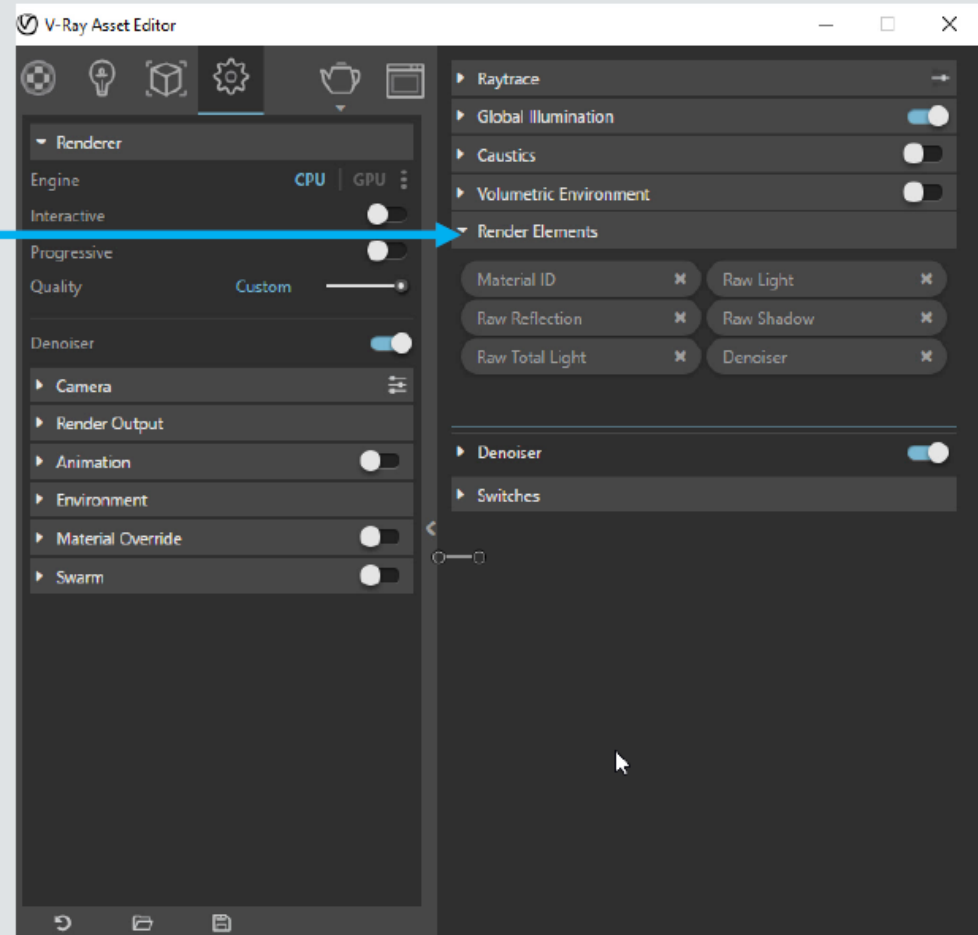 V-Ray Asset Editor
Renderer
Engine CPU GPU
Interactive
Progressive
Quality Custom
Denoiser
Camera
Render Output
Animation
Environment
Material Override
Swarm
Raytrace
Global Illumination
Caustics
Volumetric Environment
Render Elements
Material ID Raw Light
Raw Reflection Raw Shadow
Raw Total Light Denoiser
Denoiser
Switches